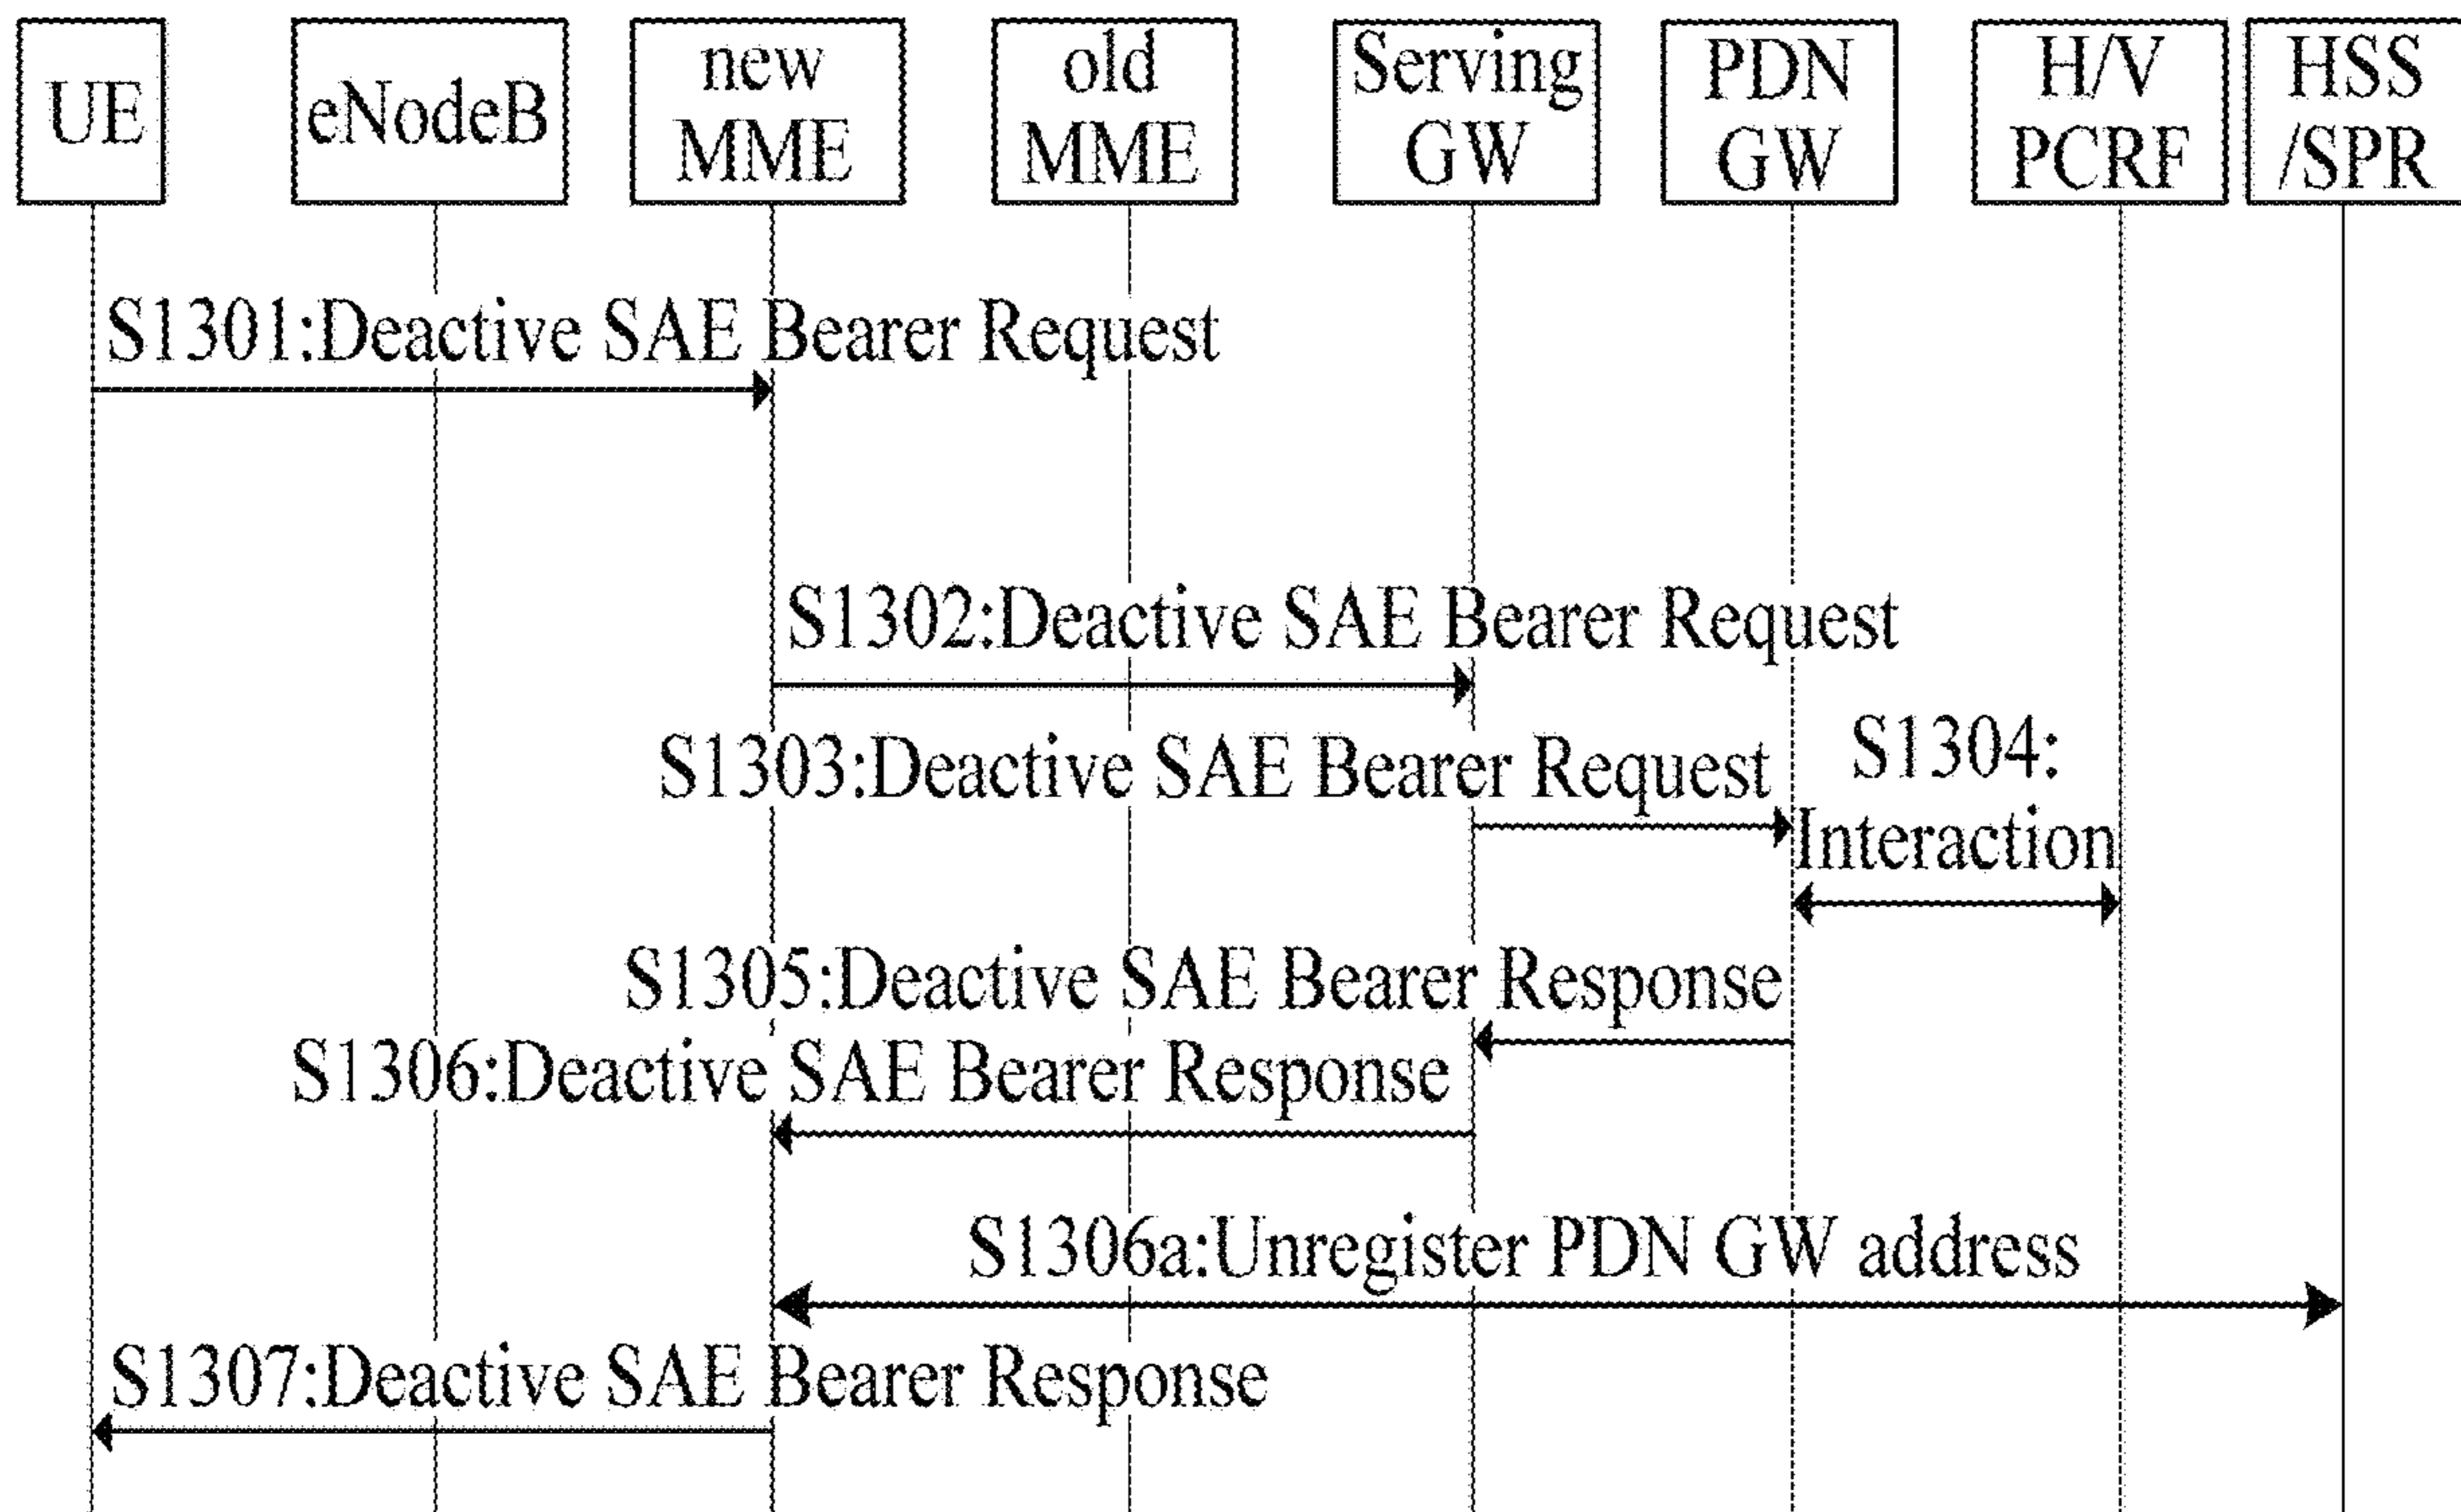 UE
eNodeB
new
MME
old
MME
Serving
GW
PDN
GW
H/V
PCRF
HSS
/SPR
S1301:Deactive SAE Bearer Request
S1302:Deactive SAE Bearer Request
S1303:Deactive SAE Bearer Request
S1304:
Interaction
S1305:Deactive SAE Bearer Response
S1306:Deactive SAE Bearer Response
S1306a:Unregister PDN GW address
S1307:Deactive SAE Bearer Response